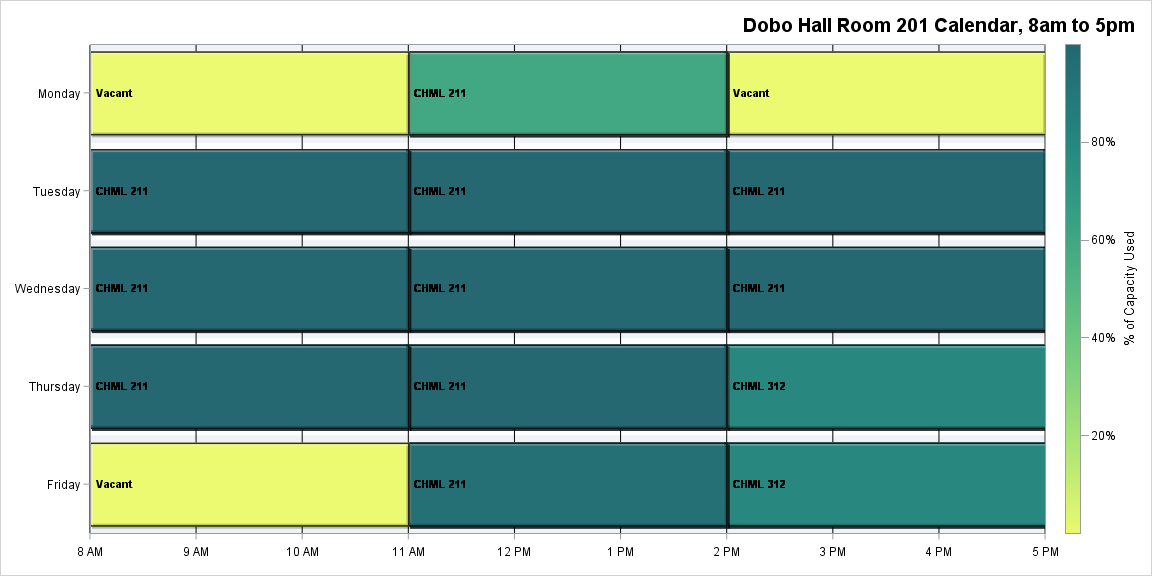 Dobo Hall Room 201 Calendar, 8am to 5pm
Monday
Vacant
CHML 211
Vacant
Tuesday
CHML 211
CHML 211
CHML 211
Wednesday
CHML 211
CHML 211
CHML 211
Thursday
CHML 211
CHML 211
CHML 312
Friday
Vacant
CHML 211
CHML 312
8 AM
9 AM
10 AM
11 AM
12 PM
1 PM
2 PM
3 PM
4 PM
5 PM
80%
60%
40%
20%
% of Capacity Used